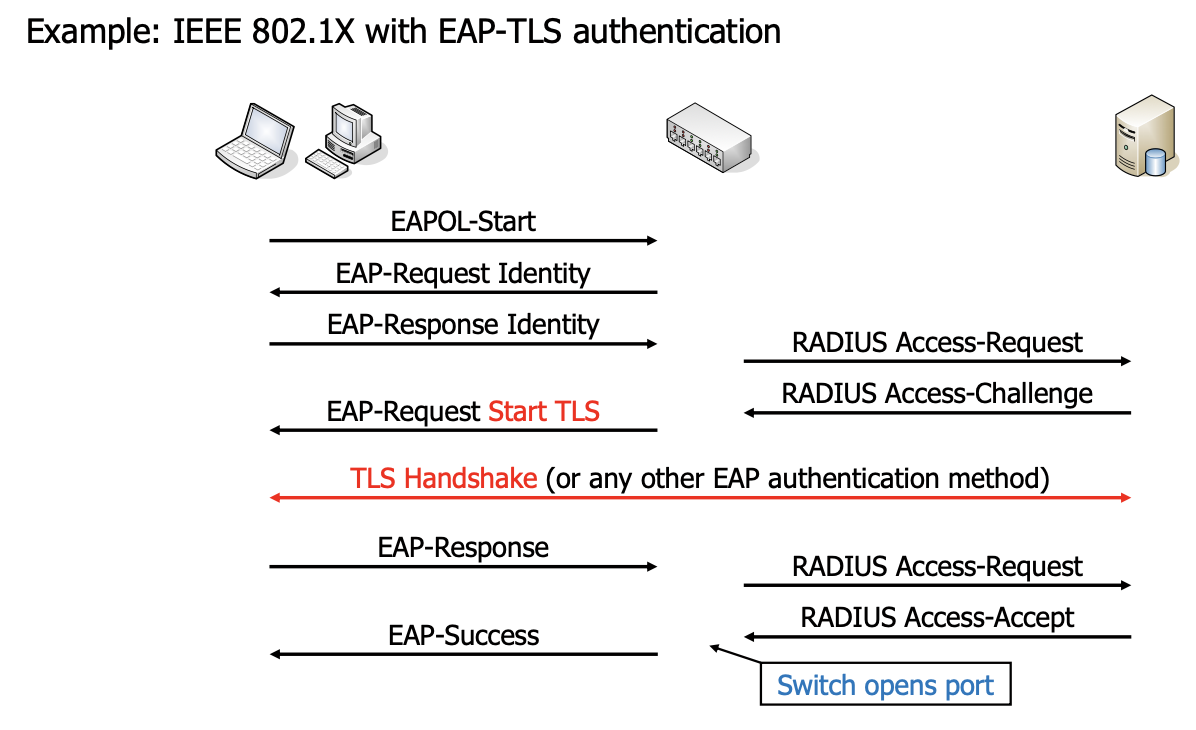 Example: IEEE 802.1X with EAP-TLS authentication
EAPOL-Start
EAP-Request Identity
EAP-Response Identity
RADIUS Access-Request
RADIUS Access-Challenge
EAP-Request Start TLS
TLS Handshake (or any other EAP authentication method)
EAP-Response
RADIUS Access-Request
RADIUS Access-Accept
EAP-Success
Switch opens port